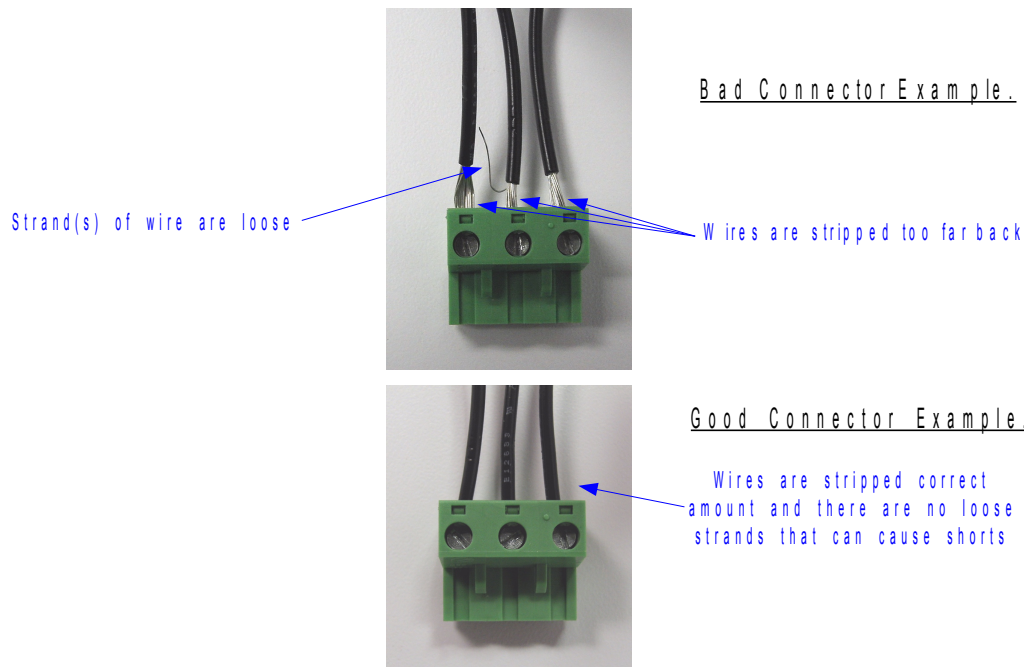 Bad Connector Example.
Strand(s) of wire are loose
Wires are stripped too far back
Good Connector Example.
Wires are stripped correct
amount and there are no loose
strands that can cause shorts